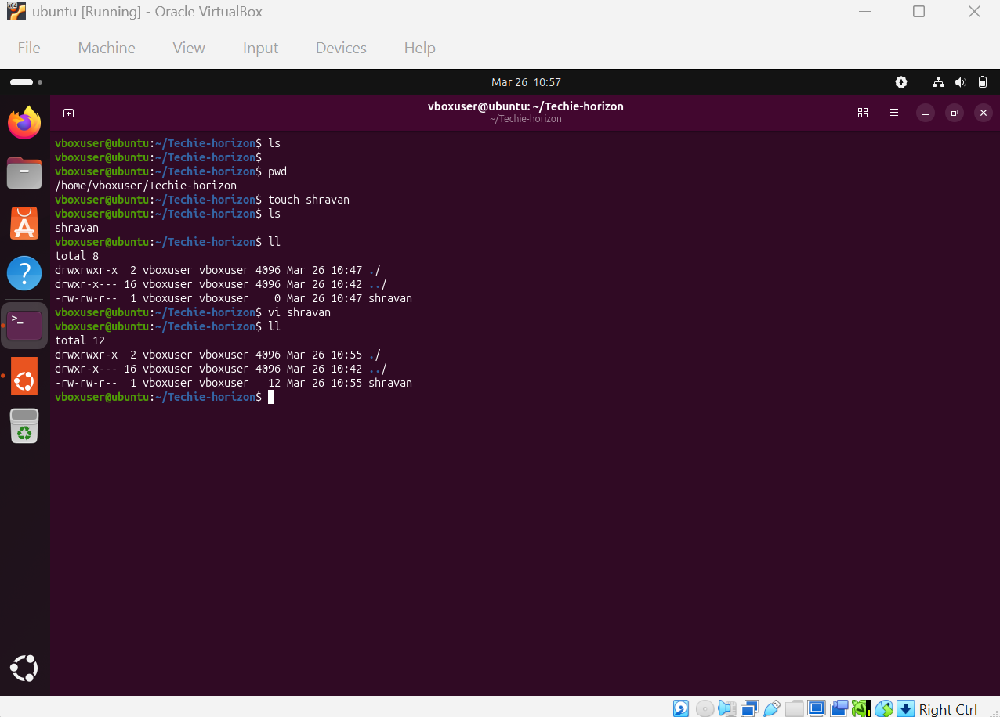 ubuntu [Running] - Oracle VirtualBox
File Machine View Input Devices Help
Mar 26 10:57
vboxuser@ubuntu: ~/Techie-horizon
~/Techie-horizon
vboxuser@ubuntu:~/Techie-horizon$ ls
vboxuser@ubuntu:~/Techie-horizon$
vboxuser@ubuntu:~/Techie-horizon$ pwd
/home/vboxuser/Techie-horizon
vboxuser@ubuntu:~/Techie-horizon$ touch shravan
vboxuser@ubuntu:~/Techie-horizon$ ls
shravan
vboxuser@ubuntu:~/Techie-horizon$ ll
total 8
drwxrwxr-x  2 vboxuser vboxuser 4096 Mar 26 10:47 ./
drwxr-x--- 16 vboxuser vboxuser 4096 Mar 26 10:42 ../
-rw-rw-r--  1 vboxuser vboxuser    0 Mar 26 10:47 shravan
vboxuser@ubuntu:~/Techie-horizon$ vi shravan
vboxuser@ubuntu:~/Techie-horizon$ ll
total 12
drwxrwxr-x  2 vboxuser vboxuser 4096 Mar 26 10:55 ./
drwxr-x--- 16 vboxuser vboxuser 4096 Mar 26 10:42 ../
-rw-rw-r--  1 vboxuser vboxuser   12 Mar 26 10:55 shravan
vboxuser@ubuntu:~/Techie-horizon$
Right Ctrl